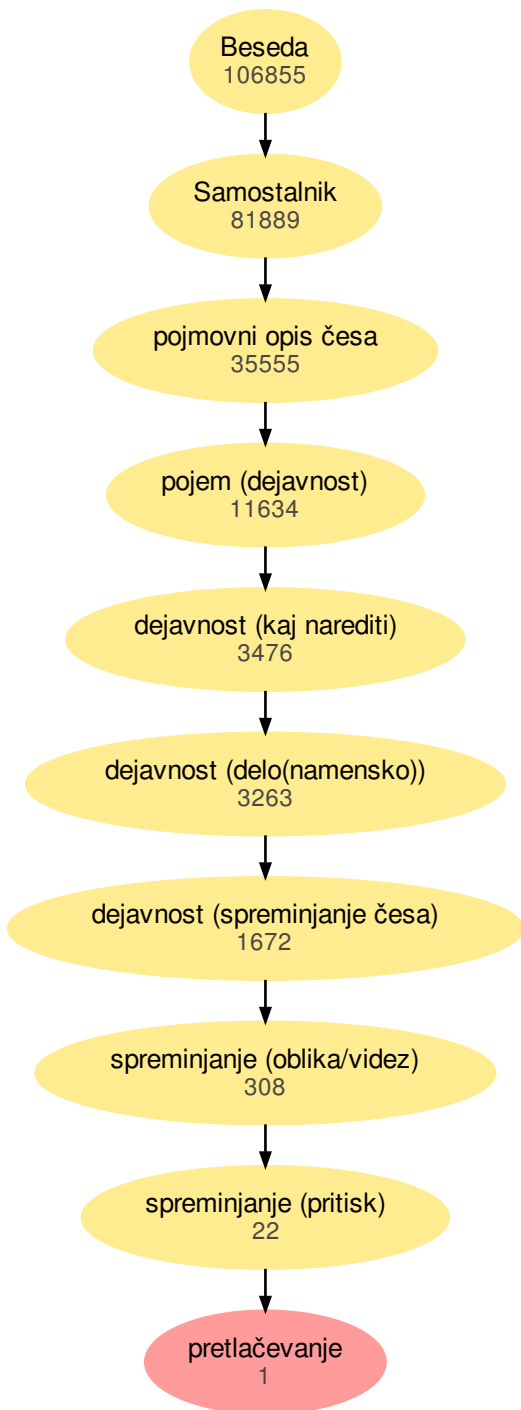 Beseda
106855
Samostalnik
81889
pojmovni opis česa
35555
pojem (dejavnost)
11634
dejavnost (kaj narediti)
3476
dejavnost (delo(namensko))
3263
dejavnost (spreminjanje česa)
1672
spreminjanje (oblika/videz)
308
spreminjanje (pritisk)
22
pretlačevanje
1